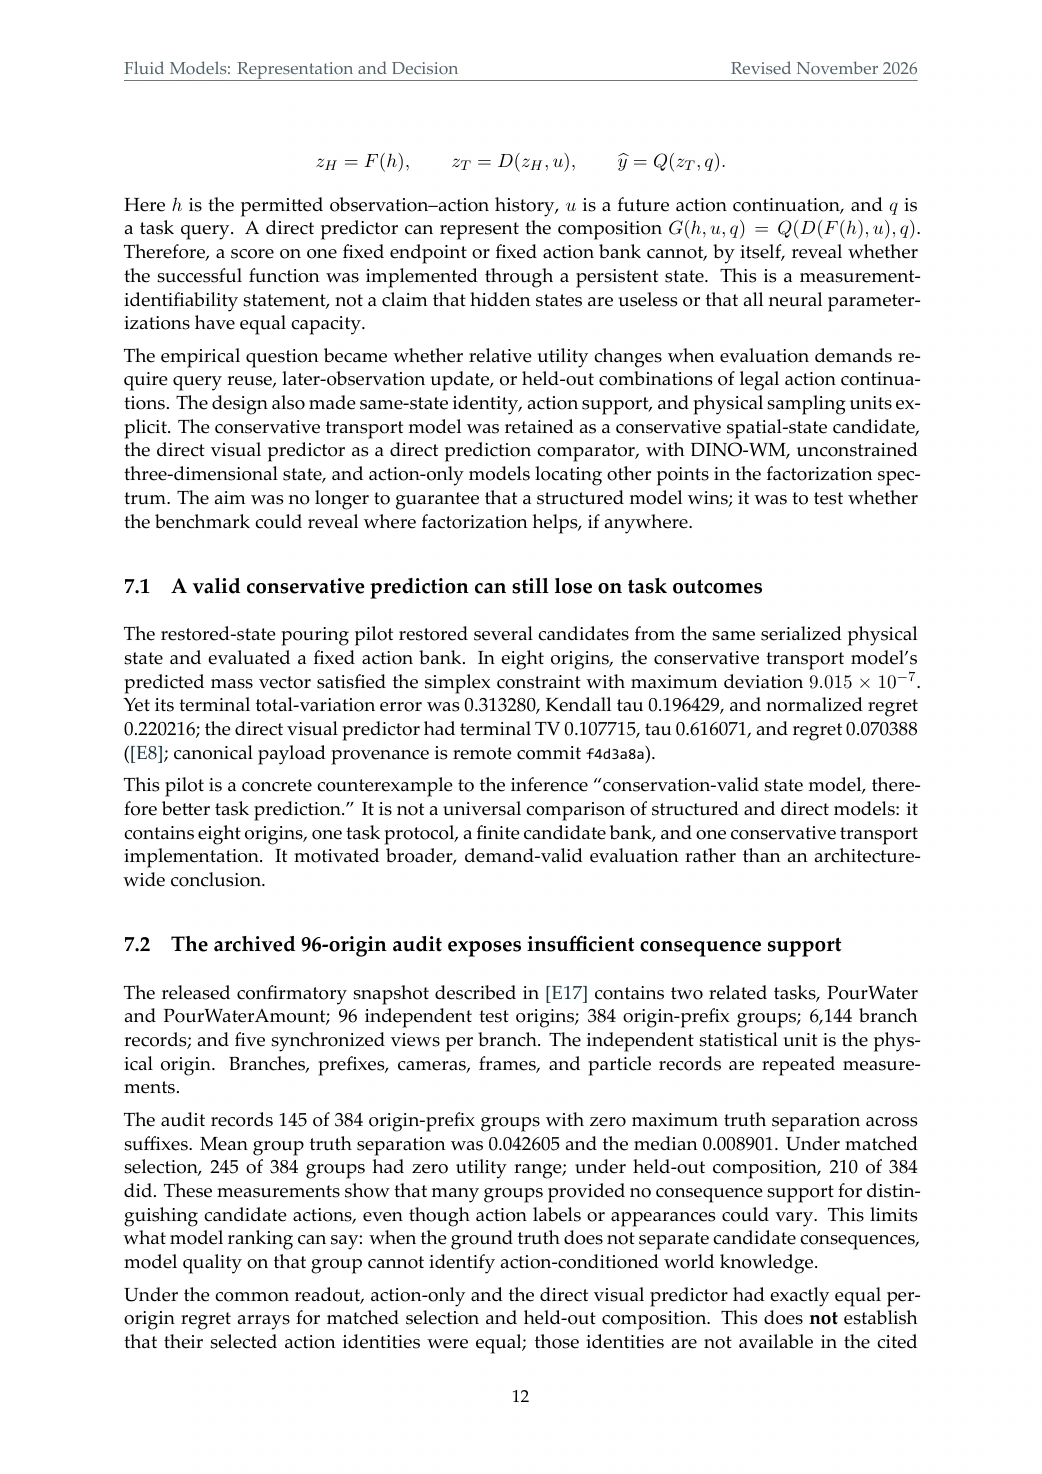 Fluid Models: Representation and Decision Revised November 2026
z_H = F(h), z_T = D(z_H, u), ŷ = Q(z_T, q).
Here h is the permitted observation–action history, u is a future action continuation, and q is
a task query. A direct predictor can represent the composition G(h, u, q) = Q(D(F(h), u), q).
Therefore, a score on one fixed endpoint or fixed action bank cannot, by itself, reveal whether
the successful function was implemented through a persistent state. This is a measurement-
identifiability statement, not a claim that hidden states are useless or that all neural parameter-
izations have equal capacity.
The empirical question became whether relative utility changes when evaluation demands re-
quire query reuse, later-observation update, or held-out combinations of legal action continua-
tions. The design also made same-state identity, action support, and physical sampling units ex-
plicit. The conservative transport model was retained as a conservative spatial-state candidate,
the direct visual predictor as a direct prediction comparator, with DINO-WM, unconstrained
three-dimensional state, and action-only models locating other points in the factorization spec-
trum. The aim was no longer to guarantee that a structured model wins; it was to test whether
the benchmark could reveal where factorization helps, if anywhere.
7.1 A valid conservative prediction can still lose on task outcomes
The restored-state pouring pilot restored several candidates from the same serialized physical
state and evaluated a fixed action bank. In eight origins, the conservative transport model's
predicted mass vector satisfied the simplex constraint with maximum deviation 9.015 × 10⁻⁷.
Yet its terminal total-variation error was 0.313280, Kendall tau 0.196429, and normalized regret
0.220216; the direct visual predictor had terminal TV 0.107715, tau 0.616071, and regret 0.070388
([E8]; canonical payload provenance is remote commit f4d3a8a).
This pilot is a concrete counterexample to the inference “conservation-valid state model, there-
fore better task prediction.” It is not a universal comparison of structured and direct models: it
contains eight origins, one task protocol, a finite candidate bank, and one conservative transport
implementation. It motivated broader, demand-valid evaluation rather than an architecture-
wide conclusion.
7.2 The archived 96-origin audit exposes insufficient consequence support
The released confirmatory snapshot described in [E17] contains two related tasks, PourWater
and PourWaterAmount; 96 independent test origins; 384 origin-prefix groups; 6,144 branch
records; and five synchronized views per branch. The independent statistical unit is the phys-
ical origin. Branches, prefixes, cameras, frames, and particle records are repeated measure-
ments.
The audit records 145 of 384 origin-prefix groups with zero maximum truth separation across
suffixes. Mean group truth separation was 0.042605 and the median 0.008901. Under matched
selection, 245 of 384 groups had zero utility range; under held-out composition, 210 of 384
did. These measurements show that many groups provided no consequence support for distin-
guishing candidate actions, even though action labels or appearances could vary. This limits
what model ranking can say: when the ground truth does not separate candidate consequences,
model quality on that group cannot identify action-conditioned world knowledge.
Under the common readout, action-only and the direct visual predictor had exactly equal per-
origin regret arrays for matched selection and held-out composition. This does not establish
that their selected action identities were equal; those identities are not available in the cited
12